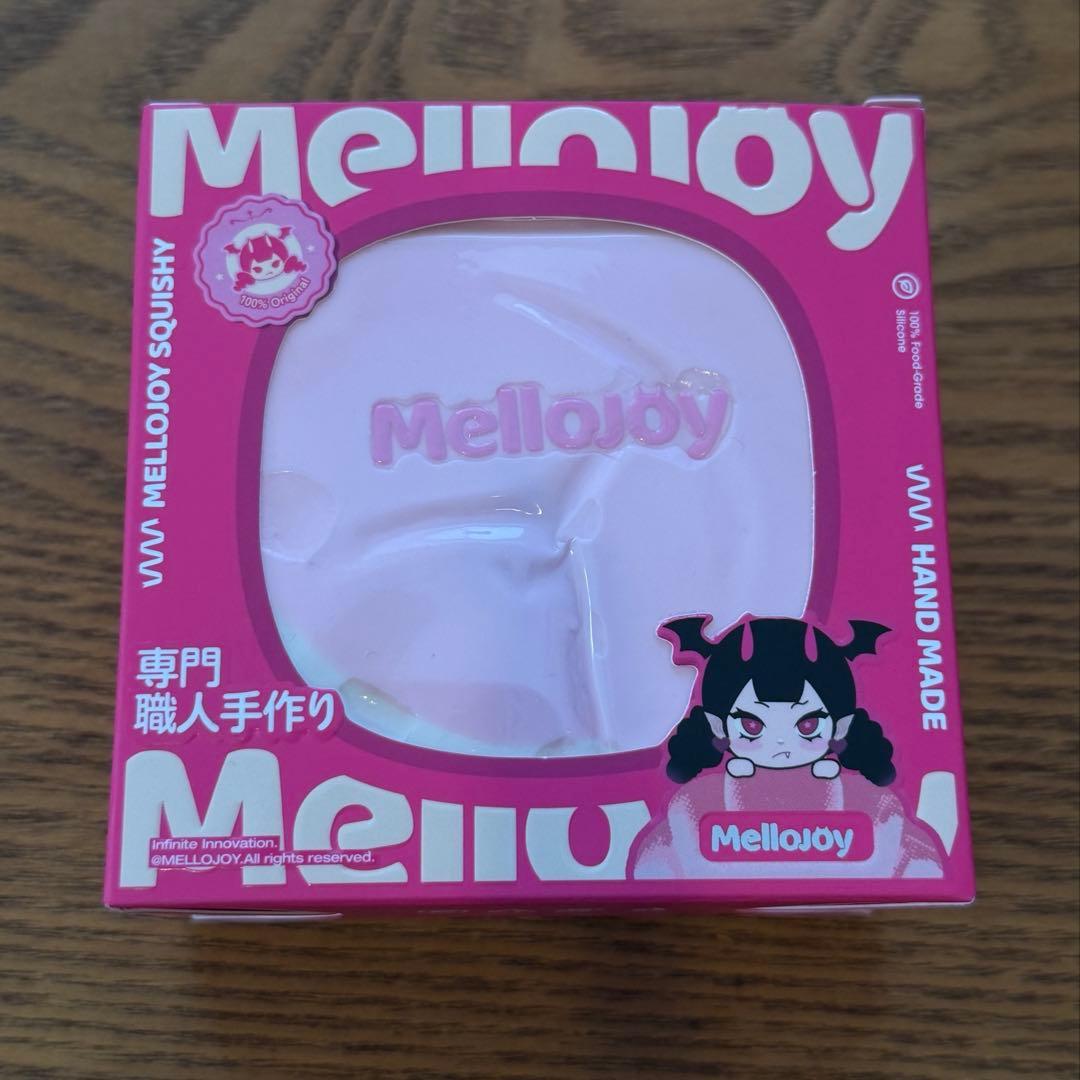 Mellojoy
100% Original
MELLOJOY SQUISHY
100% Food-Grade
Silicone
Mellojoy
HAND MADE
専門
職人手作り
Infinite Innovation.
@MELLOJOY.All rights reserved.
Mellojoy